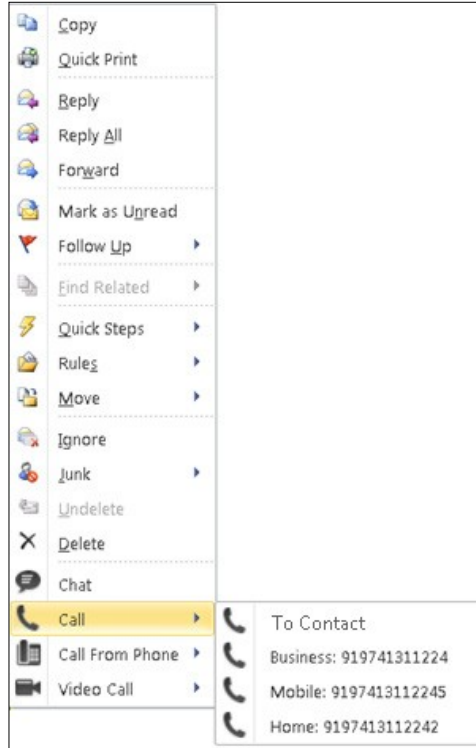 Copy
Quick Print
Reply
Reply All
Forward
Mark as Unread
Follow Up
Find Related
Quick Steps
Rules
Move
Ignore
Junk
Undelete
Delete
Chat
Call
Call From Phone
Video Call
To Contact
Business: 919741311224
Mobile: 9197413112245
Home: 9197413112242